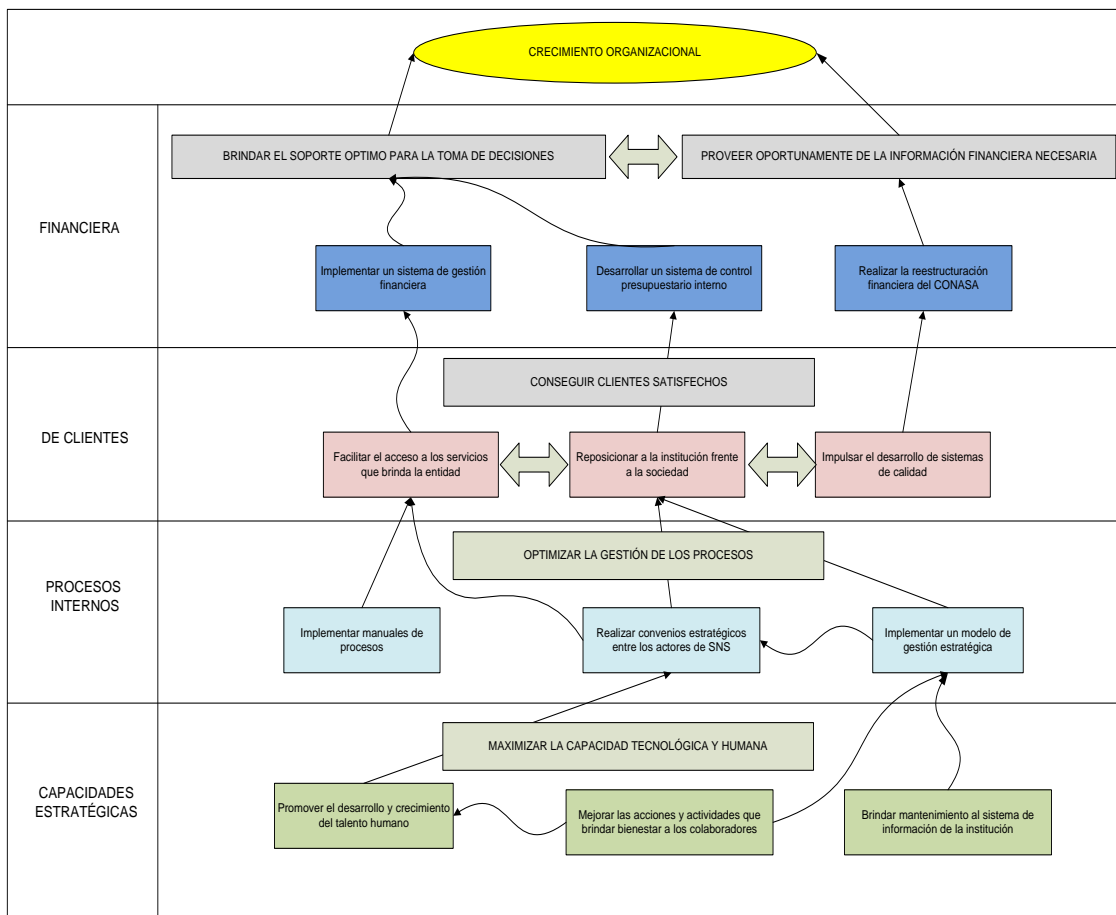 CRECIMIENTO ORGANIZACIONAL
FINANCIERA
BRINDAR EL SOPORTE OPTIMO PARA LA TOMA DE DECISIONES
PROVEER OPORTUNAMENTE DE LA INFORMACIÓN FINANCIERA NECESARIA
Implementar un sistema de gestión
financiera
Desarrollar un sistema de control
presupuestario interno
Realizar la reestructuración
financiera del CONASA
DE CLIENTES
CONSEGUIR CLIENTES SATISFECHOS
Facilitar el acceso a los servicios
que brinda la entidad
Reposicionar a la institución frente
a la sociedad
Impulsar el desarrollo de sistemas
de calidad
PROCESOS
INTERNOS
OPTIMIZAR LA GESTIÓN DE LOS PROCESOS
Implementar manuales de
procesos
Realizar convenios estratégicos
entre los actores de SNS
Implementar un modelo de
gestión estratégica
CAPACIDADES
ESTRATÉGICAS
MAXIMIZAR LA CAPACIDAD TECNOLÓGICA Y HUMANA
Promover el desarrollo y crecimiento
del talento humano
Mejorar las acciones y actividades que
brindar bienestar a los colaboradores
Brindar mantenimiento al sistema de
información de la institución